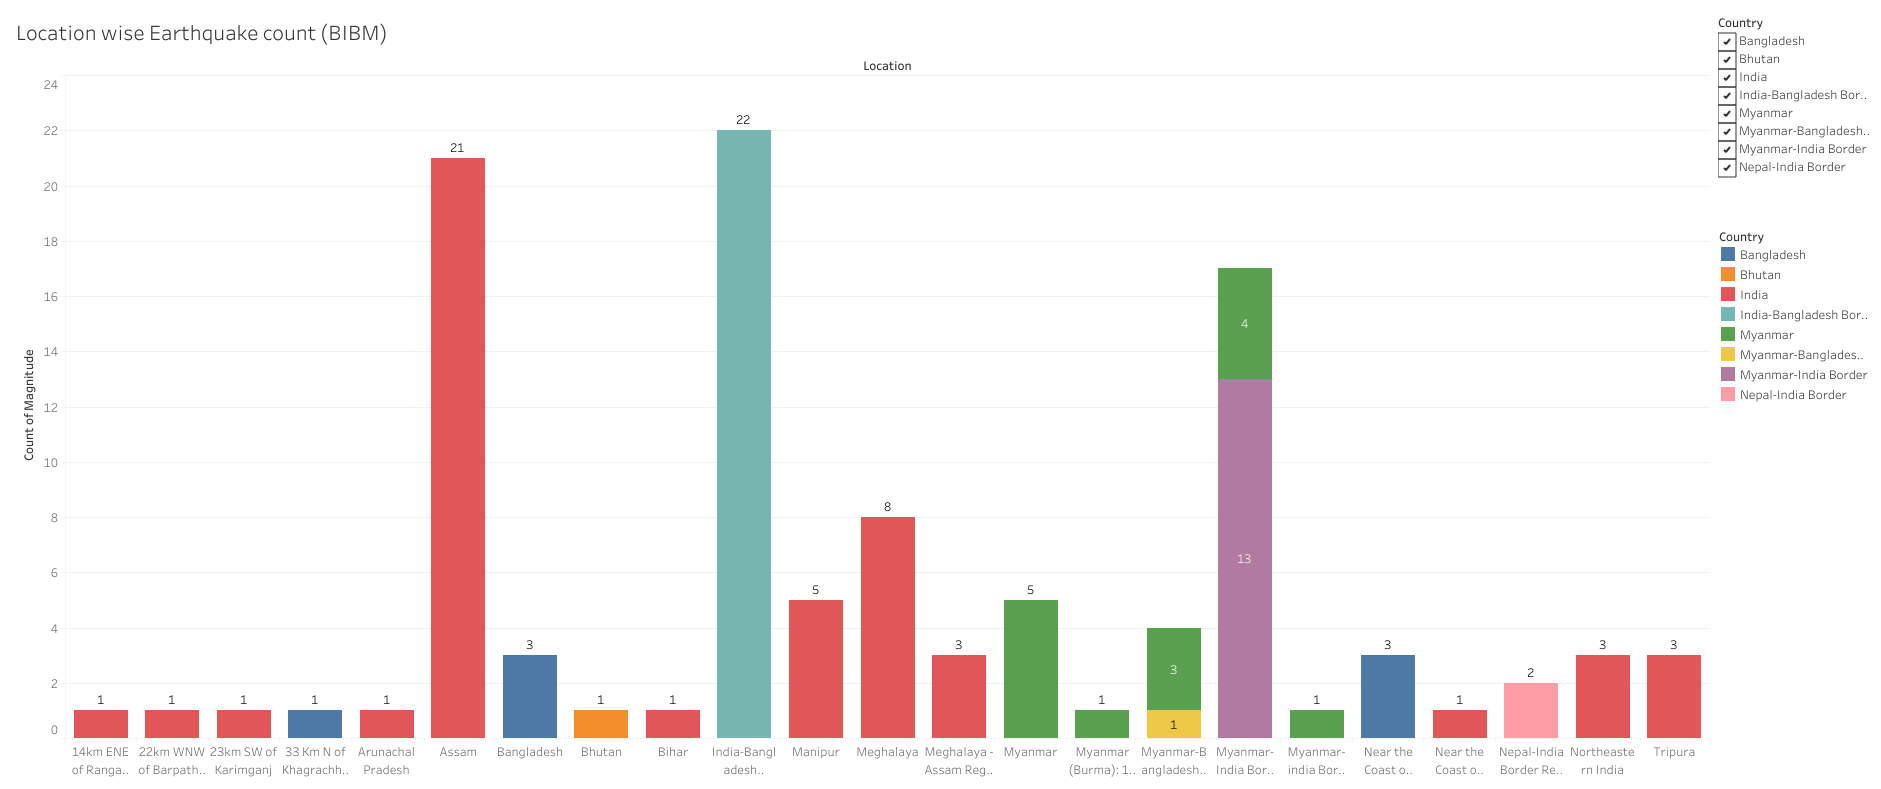 Location wise Earthquake count (BIBM)
Location
Count of Magnitude
24
22
20
18
16
14
12
10
8
6
4
2
0
1
1
1
1
1
21
3
1
1
22
5
8
3
5
1
3
1
4
13
1
3
1
2
3
3
14km ENE
of Ranga..
22km WNW
of Barpath..
23km SW of
Karimganj
33 Km N of
Khagrachh..
Arunachal
Pradesh
Assam
Bangladesh
Bhutan
Bihar
India-Bangl
adesh..
Manipur
Meghalaya
Meghalaya -
Assam Reg..
Myanmar
Myanmar
(Burma): 1..
Myanmar-B
angladesh..
Myanmar-
India Bor..
Myanmar-
india Bor..
Near the
Coast o..
Near the
Coast o..
Nepal-India
Border Re..
Northeaste
rn India
Tripura
Country
Bangladesh
Bhutan
India
India-Bangladesh Bor..
Myanmar
Myanmar-Bangladesh..
Myanmar-India Border
Nepal-India Border
Country
Bangladesh
Bhutan
India
India-Bangladesh Bor..
Myanmar
Myanmar-Banglades..
Myanmar-India Border
Nepal-India Border